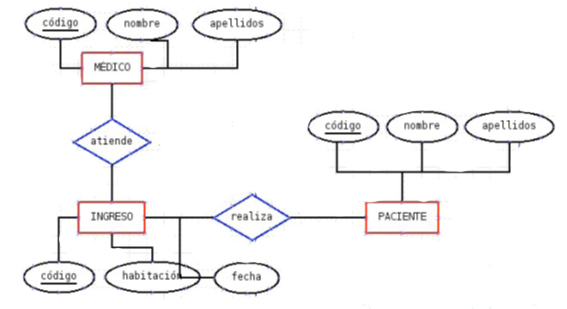 código nombre apellidos
MÉDICO
código nombre apellidos
atiende
INGRESO realiza PACIENTE
código habitación fecha